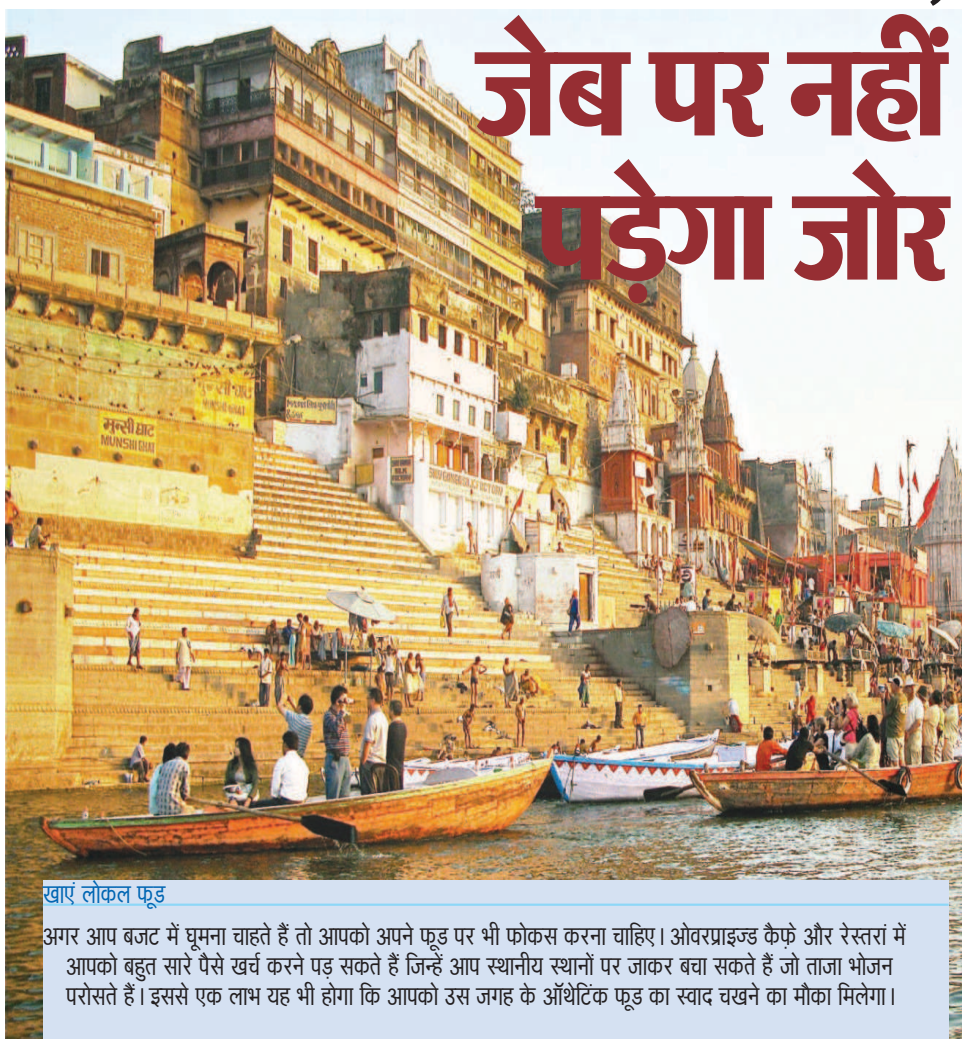 जेब पर नहीं
पड़ेगा जोर
मुन्सी घाट
MUNSHI GHAT
खाएं लोकल फूड
अगर आप बजट में घूमना चाहते हैं तो आपको अपने फूड पर भी फोकस करना चाहिए। ओवरप्राइज्ड कैफ़े और रेस्तरां में
आपको बहुत सारे पैसे खर्च करने पड़ सकते हैं जिन्हें आप स्थानीय स्थानों पर जाकर बचा सकते हैं जो ताजा भोजन
परोसते हैं। इससे एक लाभ यह भी होगा कि आपको उस जगह के ऑथेटिंक फूड का स्वाद चखने का मौका मिलेगा।